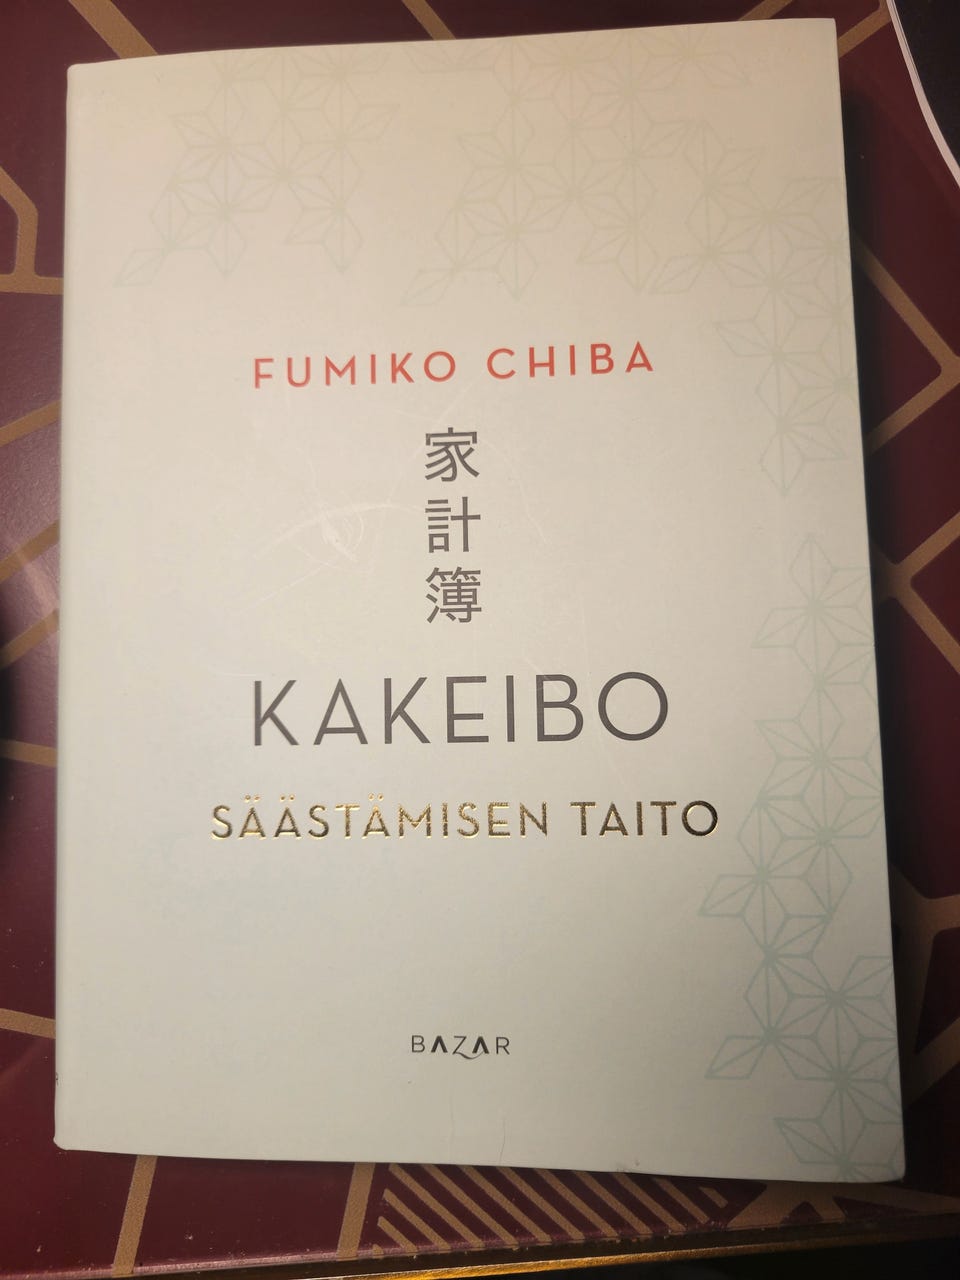 FUMIKO CHIBA
家計簿
KAKEIBO
SÄÄSTÄMISEN TAITO
BAZAR